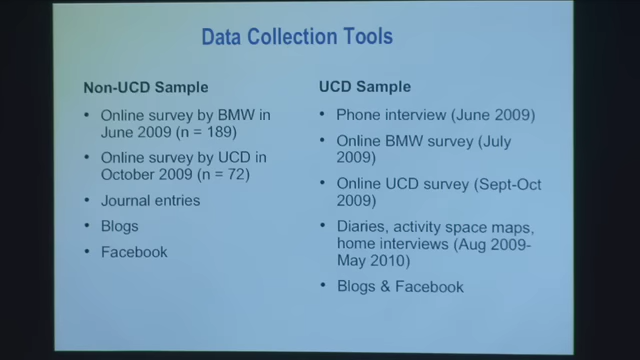 Data Collection Tools
Non-UCD Sample
• Online survey by BMW in
June 2009 (n = 189)
• Online survey by UCD in
October 2009 (n = 72)
• Journal entries
• Blogs
• Facebook
UCD Sample
• Phone interview (June 2009)
• Online BMW survey (July
2009)
• Online UCD survey (Sept-Oct
2009)
• Diaries, activity space maps,
home interviews (Aug 2009-
May 2010)
• Blogs & Facebook